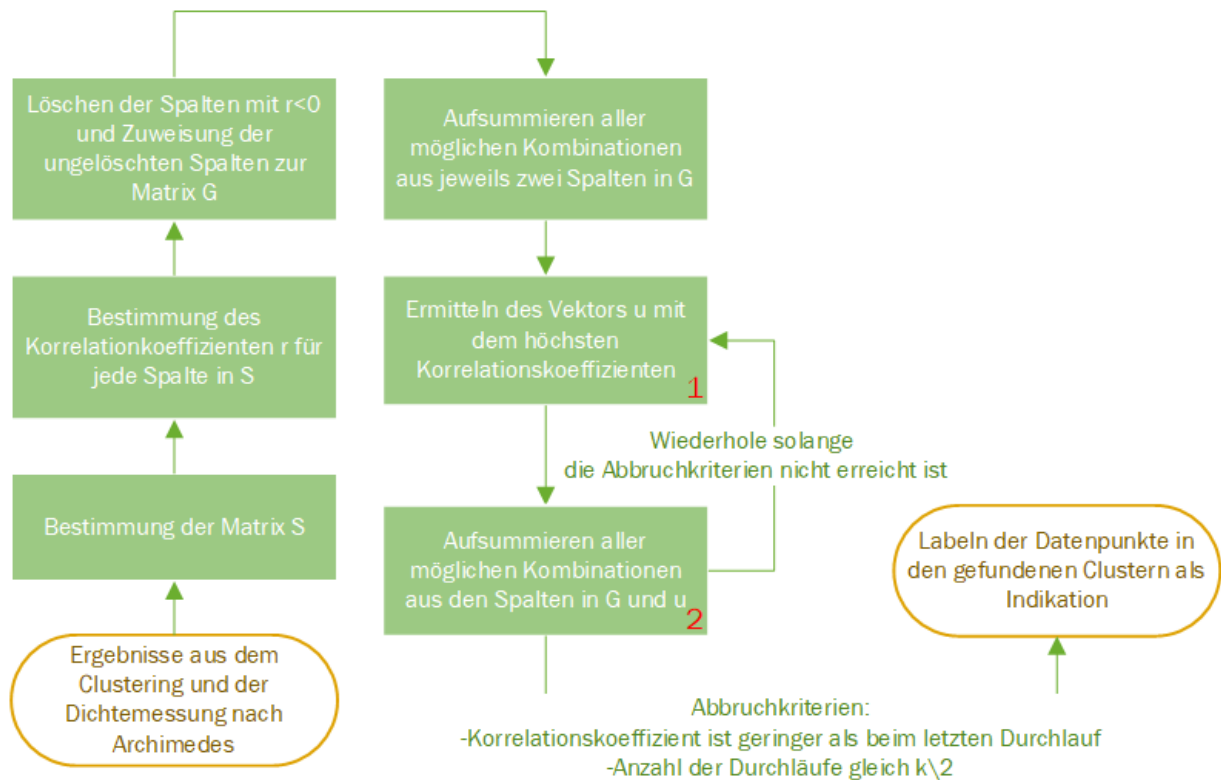 Löschen der Spalten mit r<0
und Zuweisung der
ungelöschten Spalten zur
Matrix G
Aufsummieren aller
möglichen Kombinationen
aus jeweils zwei Spalten in G
Bestimmung des
Korrelationkoeffizienten r für
jede Spalte in S
Ermitteln des Vektors u mit
dem höchsten
Korrelationskoeffizienten
1
Wiederhole solange
die Abbruchkriterien nicht erreicht ist
Bestimmung der Matrix S
Aufsummieren aller
möglichen Kombinationen
aus den Spalten in G und u
2
Labeln der Datenpunkte in
den gefundenen Clustern als
Indikation
Ergebnisse aus dem
Clustering und der
Dichtemessung nach
Archimedes
Abbruchkriterien:
-Korrelationskoeffizient ist geringer als beim letzten Durchlauf
-Anzahl der Durchläufe gleich k\2